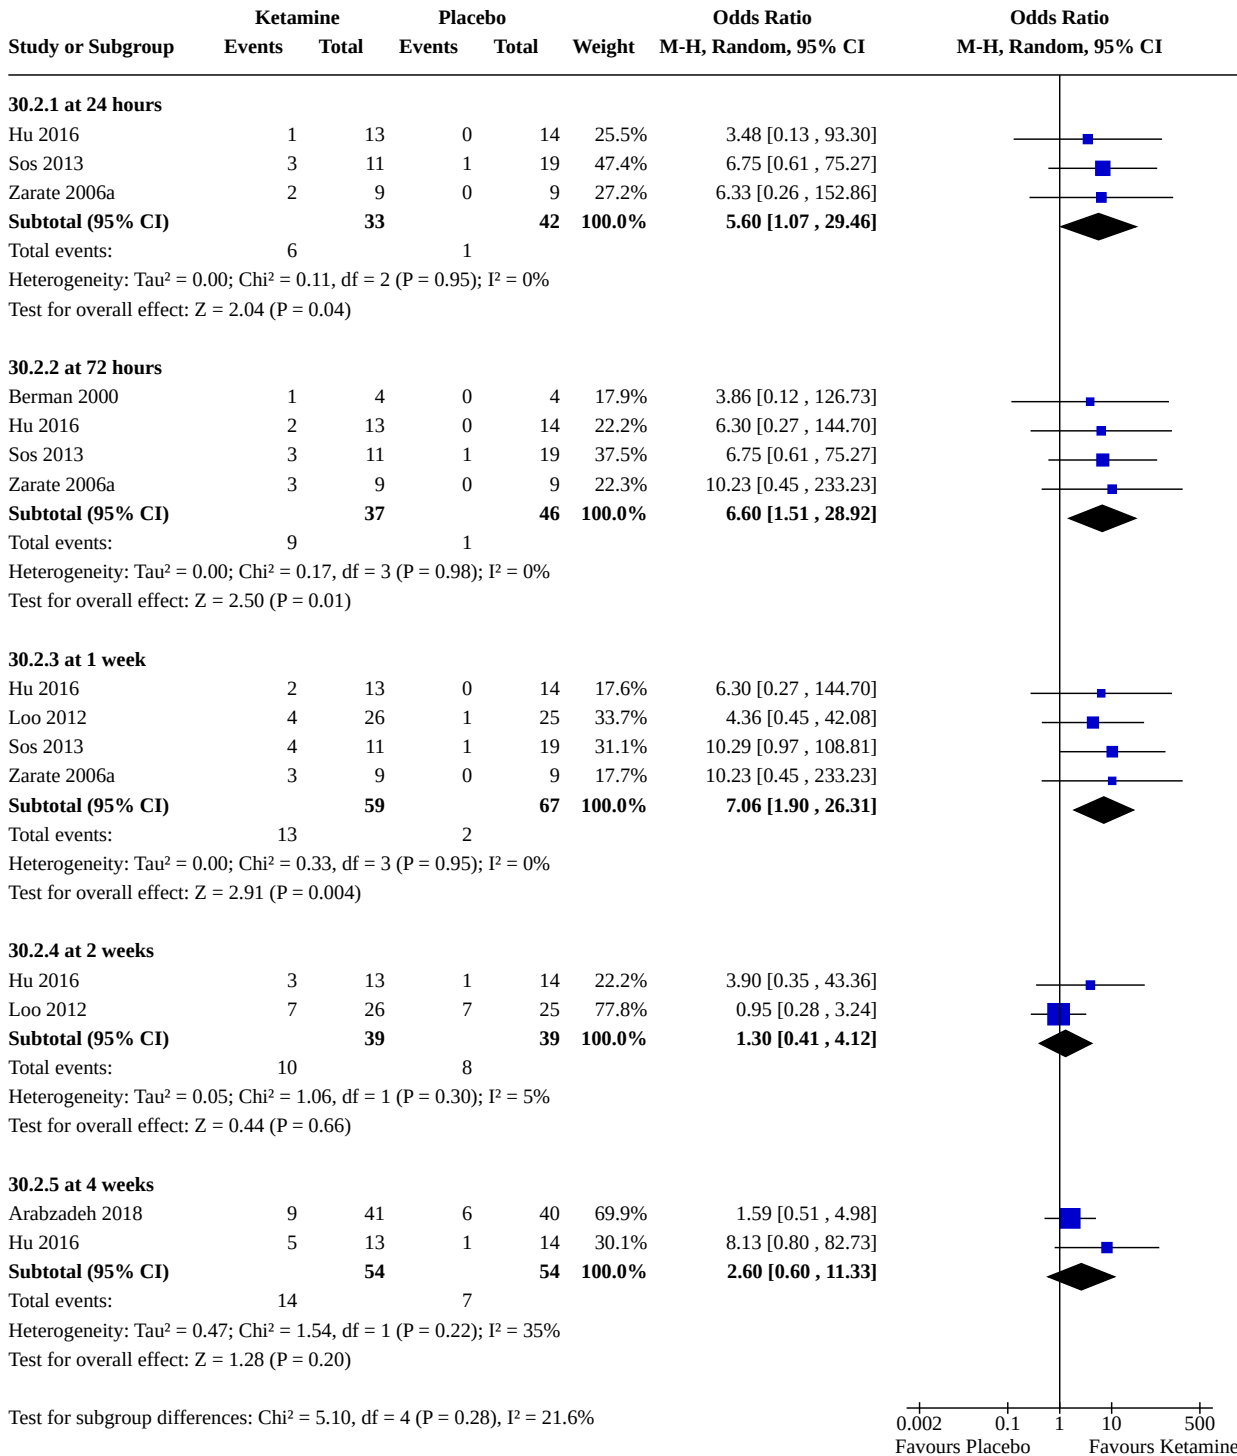 Ketamine Placebo Odds Ratio Odds Ratio
Study or Subgroup Events Total Events Total Weight M-H, Random, 95% CI M-H, Random, 95% CI
30.2.1 at 24 hours
Hu 2016 1 13 0 14 25.5% 3.48 [0.13 , 93.30]
Sos 2013 3 11 1 19 47.4% 6.75 [0.61 , 75.27]
Zarate 2006a 2 9 0 9 27.2% 6.33 [0.26 , 152.86]
Subtotal (95% CI) 33 42 100.0% 5.60 [1.07 , 29.46]
Total events: 6 1
Heterogeneity: Tau² = 0.00; Chi² = 0.11, df = 2 (P = 0.95); I² = 0%
Test for overall effect: Z = 2.04 (P = 0.04)
30.2.2 at 72 hours
Berman 2000 1 4 0 4 17.9% 3.86 [0.12 , 126.73]
Hu 2016 2 13 0 14 22.2% 6.30 [0.27 , 144.70]
Sos 2013 3 11 1 19 37.5% 6.75 [0.61 , 75.27]
Zarate 2006a 3 9 0 9 22.3% 10.23 [0.45 , 233.23]
Subtotal (95% CI) 37 46 100.0% 6.60 [1.51 , 28.92]
Total events: 9 1
Heterogeneity: Tau² = 0.00; Chi² = 0.17, df = 3 (P = 0.98); I² = 0%
Test for overall effect: Z = 2.50 (P = 0.01)
30.2.3 at 1 week
Hu 2016 2 13 0 14 17.6% 6.30 [0.27 , 144.70]
Loo 2012 4 26 1 25 33.7% 4.36 [0.45 , 42.08]
Sos 2013 4 11 1 19 31.1% 10.29 [0.97 , 108.81]
Zarate 2006a 3 9 0 9 17.7% 10.23 [0.45 , 233.23]
Subtotal (95% CI) 59 67 100.0% 7.06 [1.90 , 26.31]
Total events: 13 2
Heterogeneity: Tau² = 0.00; Chi² = 0.33, df = 3 (P = 0.95); I² = 0%
Test for overall effect: Z = 2.91 (P = 0.004)
30.2.4 at 2 weeks
Hu 2016 3 13 1 14 22.2% 3.90 [0.35 , 43.36]
Loo 2012 7 26 7 25 77.8% 0.95 [0.28 , 3.24]
Subtotal (95% CI) 39 39 100.0% 1.30 [0.41 , 4.12]
Total events: 10 8
Heterogeneity: Tau² = 0.05; Chi² = 1.06, df = 1 (P = 0.30); I² = 5%
Test for overall effect: Z = 0.44 (P = 0.66)
30.2.5 at 4 weeks
Arabzadeh 2018 9 41 6 40 69.9% 1.59 [0.51 , 4.98]
Hu 2016 5 13 1 14 30.1% 8.13 [0.80 , 82.73]
Subtotal (95% CI) 54 54 100.0% 2.60 [0.60 , 11.33]
Total events: 14 7
Heterogeneity: Tau² = 0.47; Chi² = 1.54, df = 1 (P = 0.22); I² = 35%
Test for overall effect: Z = 1.28 (P = 0.20)
Test for subgroup differences: Chi² = 5.10, df = 4 (P = 0.28), I² = 21.6%
0.002 0.1 1 10 500
Favours Placebo Favours Ketamine